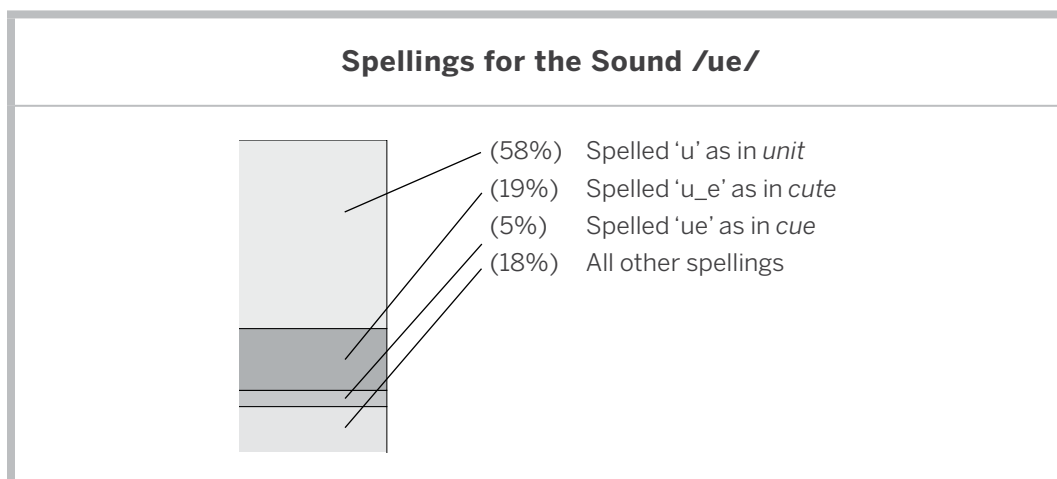 Spellings for the Sound /ue/
(58%) Spelled ‘u’ as in unit
(19%) Spelled ‘u_e’ as in cute
(5%) Spelled ‘ue’ as in cue
(18%) All other spellings